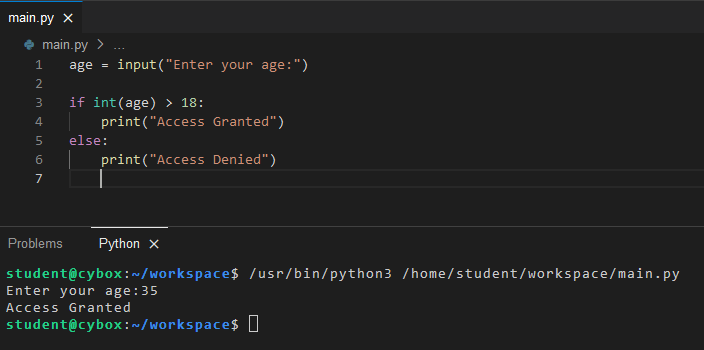 main.py ×
main.py > ...
1 age = input("Enter your age:")
2
3 if int(age) > 18:
4     print("Access Granted")
5 else:
6     print("Access Denied")
7
Problems Python ×
student@cybox:~/workspace$ /usr/bin/python3 /home/student/workspace/main.py
Enter your age:35
Access Granted
student@cybox:~/workspace$